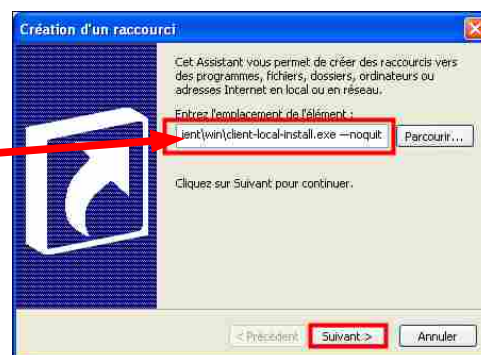 Création d'un raccourci
Cet Assistant vous permet de créer des raccourcis vers
des programmes, fichiers, dossiers, ordinateurs ou
adresses Internet en local ou en réseau.
Entrez l'emplacement de l'élément :
ient\win\client-local-install.exe —noquit
Parcourir...
Cliquez sur Suivant pour continuer.
< Précédent
Suivant >
Annuler